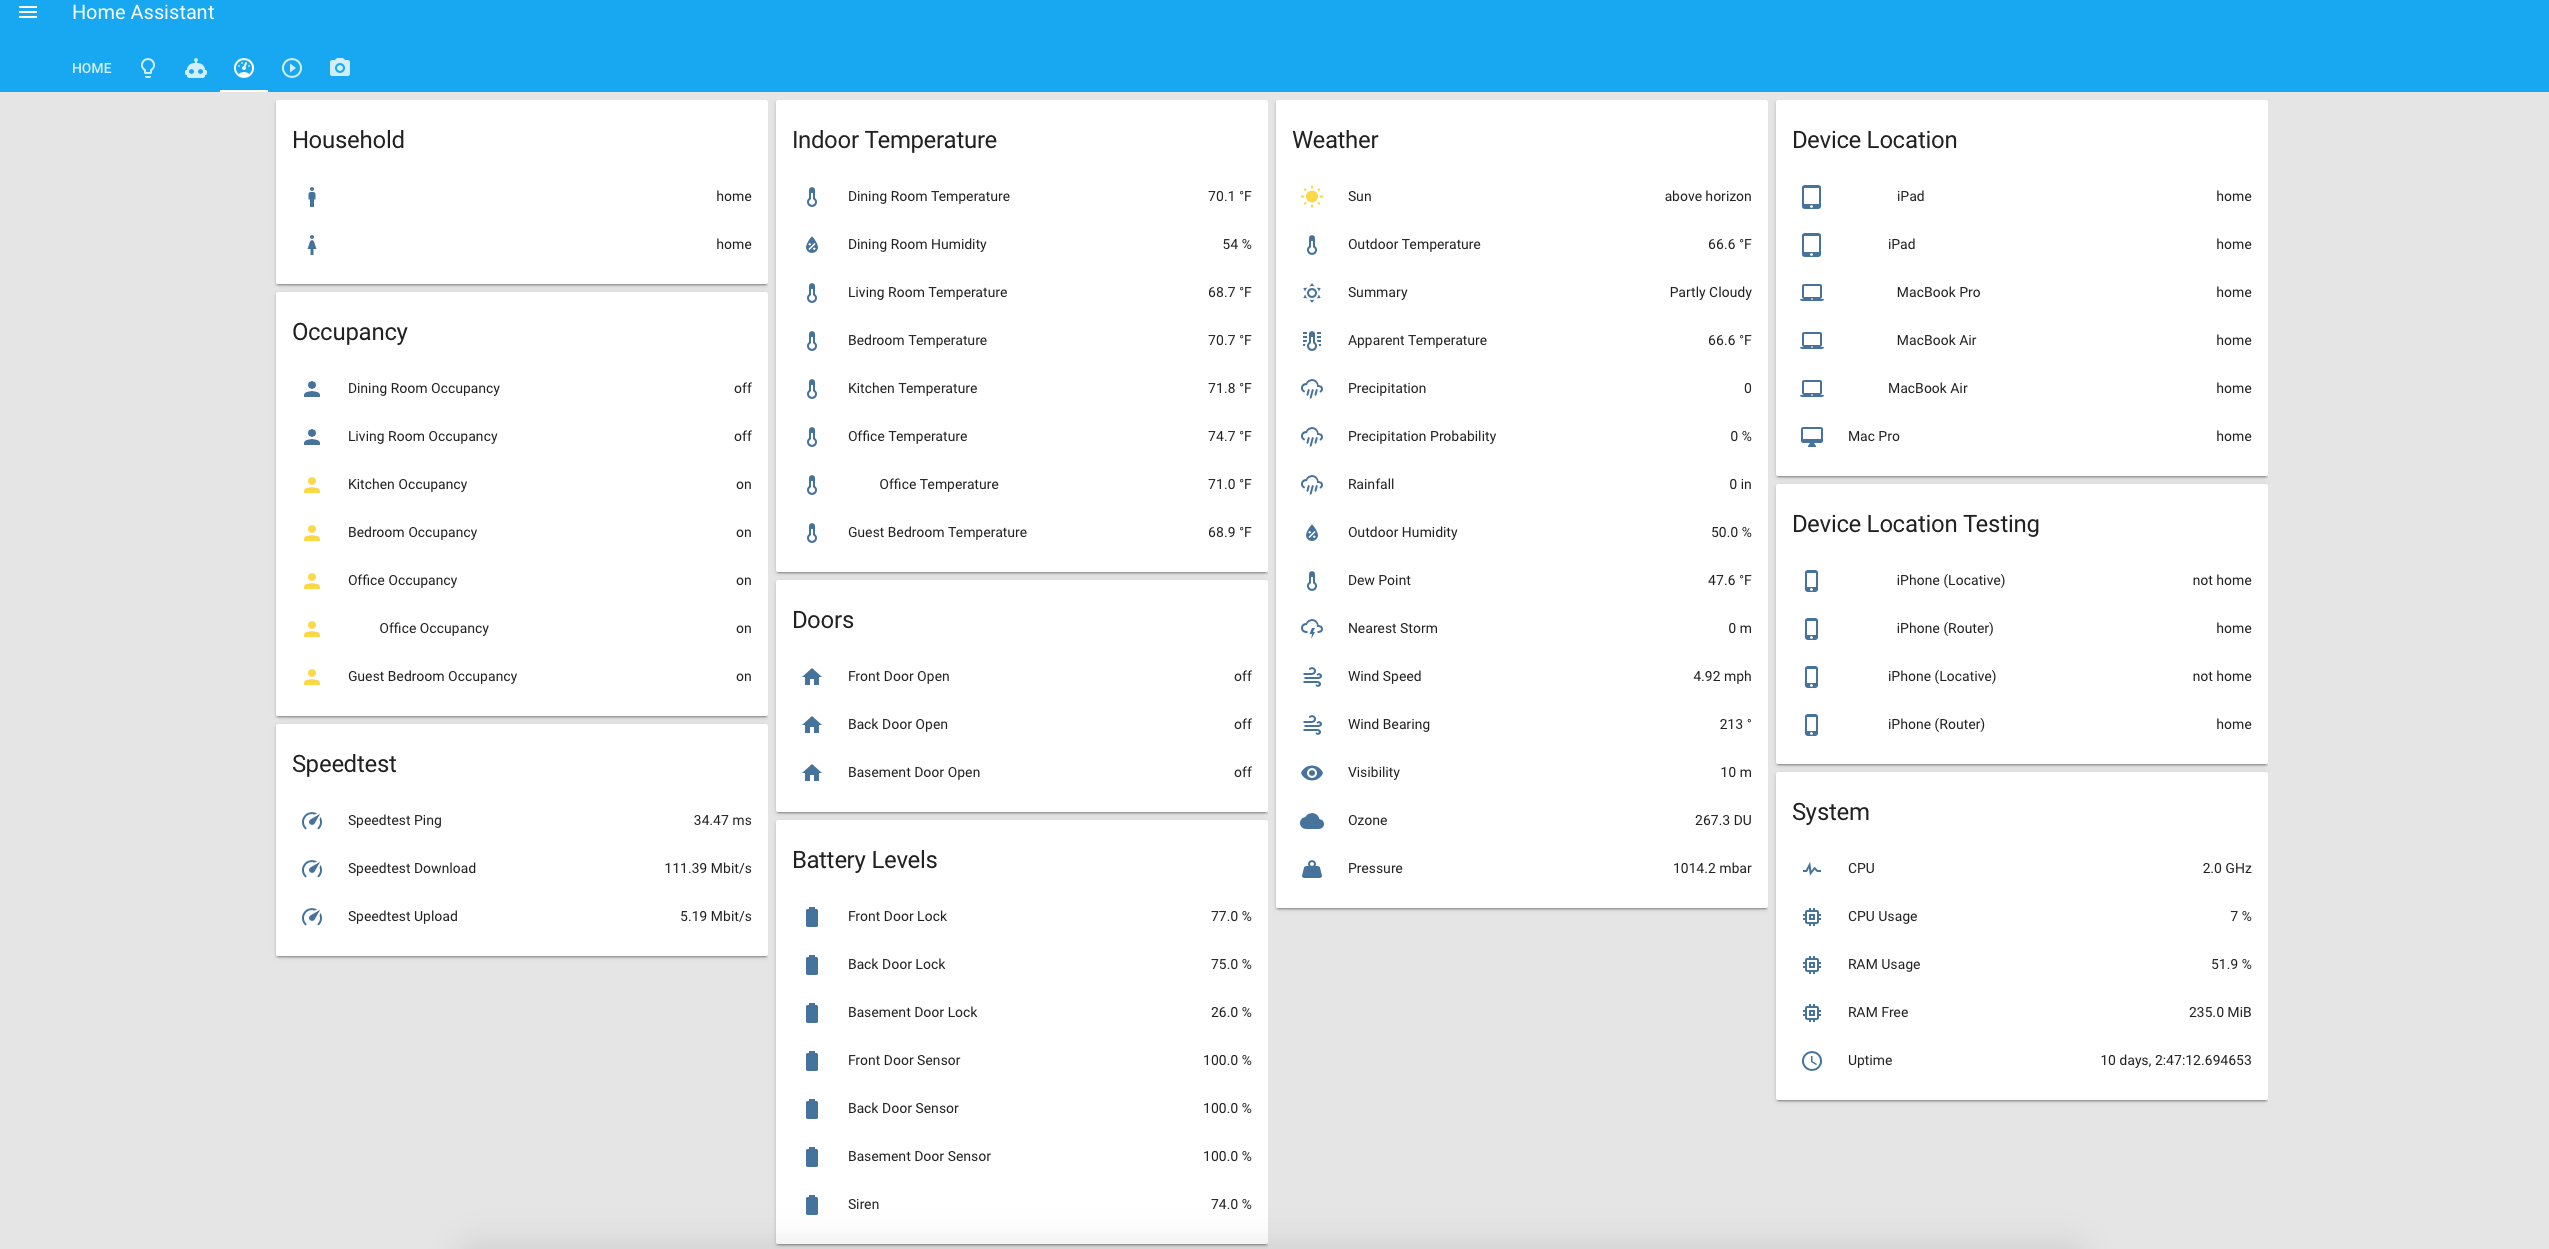 Home Assistant
HOME
Household
home
home
Occupancy
Dining Room Occupancy off
Living Room Occupancy off
Kitchen Occupancy on
Bedroom Occupancy on
Office Occupancy on
Office Occupancy on
Guest Bedroom Occupancy on
Speedtest
Speedtest Ping 34.47 ms
Speedtest Download 111.39 Mbit/s
Speedtest Upload 5.19 Mbit/s
Indoor Temperature
Dining Room Temperature 70.1 °F
Dining Room Humidity 54 %
Living Room Temperature 68.7 °F
Bedroom Temperature 70.7 °F
Kitchen Temperature 71.8 °F
Office Temperature 74.7 °F
Office Temperature 71.0 °F
Guest Bedroom Temperature 68.9 °F
Doors
Front Door Open off
Back Door Open off
Basement Door Open off
Battery Levels
Front Door Lock 77.0 %
Back Door Lock 75.0 %
Basement Door Lock 26.0 %
Front Door Sensor 100.0 %
Back Door Sensor 100.0 %
Basement Door Sensor 100.0 %
Siren 74.0 %
Weather
Sun above horizon
Outdoor Temperature 66.6 °F
Summary Partly Cloudy
Apparent Temperature 66.6 °F
Precipitation 0
Precipitation Probability 0 %
Rainfall 0 in
Outdoor Humidity 50.0 %
Dew Point 47.6 °F
Nearest Storm 0 m
Wind Speed 4.92 mph
Wind Bearing 213 °
Visibility 10 m
Ozone 267.3 DU
Pressure 1014.2 mbar
Device Location
iPad home
iPad home
MacBook Pro home
MacBook Air home
MacBook Air home
Mac Pro home
Device Location Testing
iPhone (Locative) not home
iPhone (Router) home
iPhone (Locative) not home
iPhone (Router) home
System
CPU 2.0 GHz
CPU Usage 7 %
RAM Usage 51.9 %
RAM Free 235.0 MiB
Uptime 10 days, 2:47:12.694653